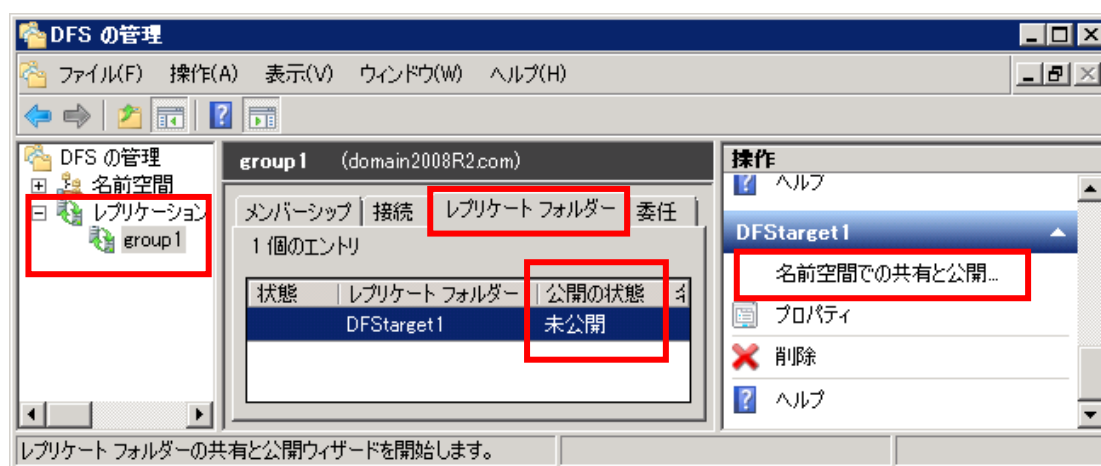 DFS の管理
ファイル(F) 操作(A) 表示(V) ウィンドウ(W) ヘルプ(H)
DFS の管理
名前空間
レプリケーション
group1
group1 (domain2008R2.com)
メンバーシップ 接続 レプリケート フォルダー 委任
1 個のエントリ
状態 レプリケート フォルダー 公開の状態
DFStarget1 未公開
操作
ヘルプ
DFStarget1
名前空間での共有と公開...
プロパティ
削除
ヘルプ
レプリケート フォルダーの共有と公開ウィザードを開始します。